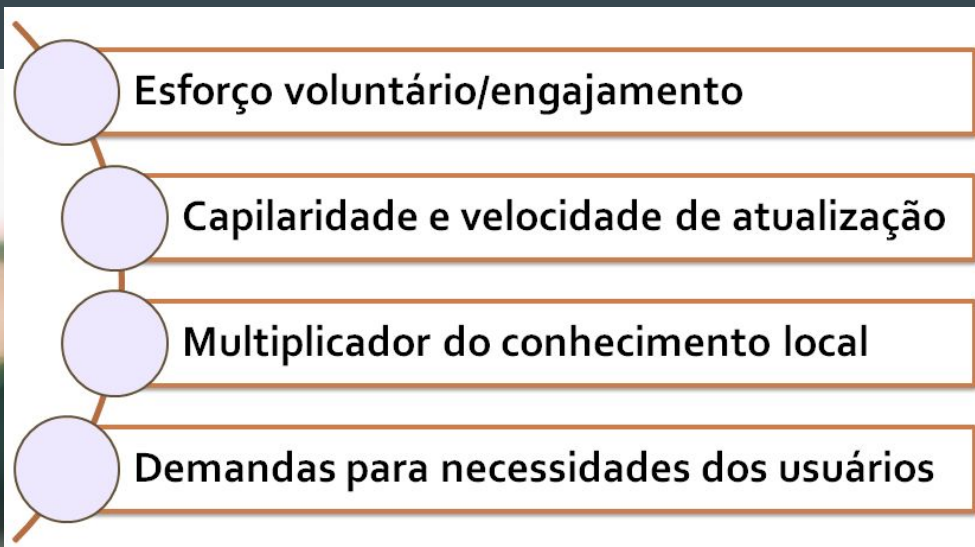 Esforço voluntário/engajamento
Capilaridade e velocidade de atualização
Multiplicador do conhecimento local
Demandas para necessidades dos usuários